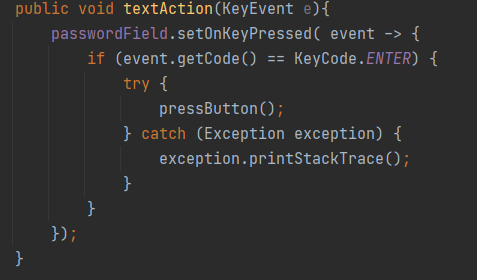 public void textAction(KeyEvent e){
passwordField.setOnKeyPressed( event -> {
if (event.getCode() == KeyCode.ENTER) {
try {
pressButton();
} catch (Exception exception) {
exception.printStackTrace();
}
}
});
}